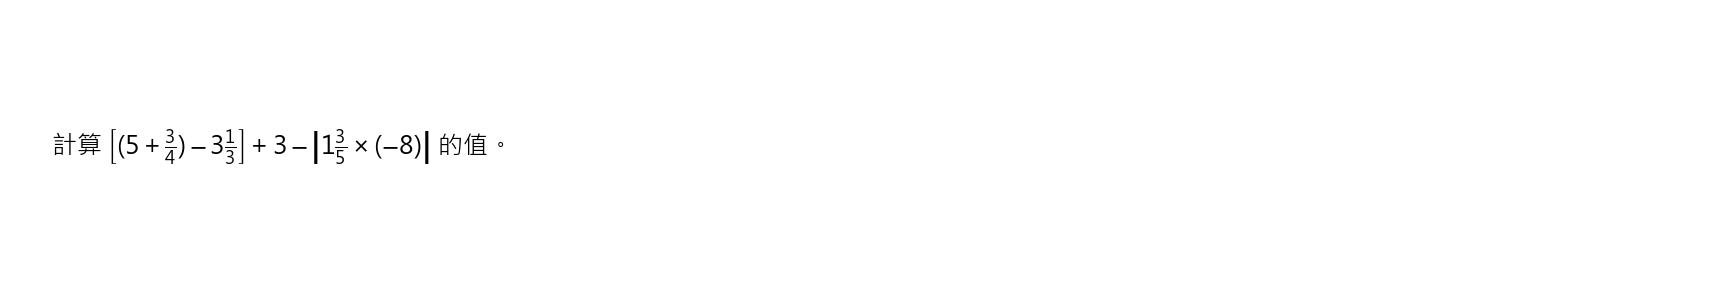 計算 [(5 + 3/4) − 3 1/3] + 3 − |1 3/5 × (−8)| 的值。